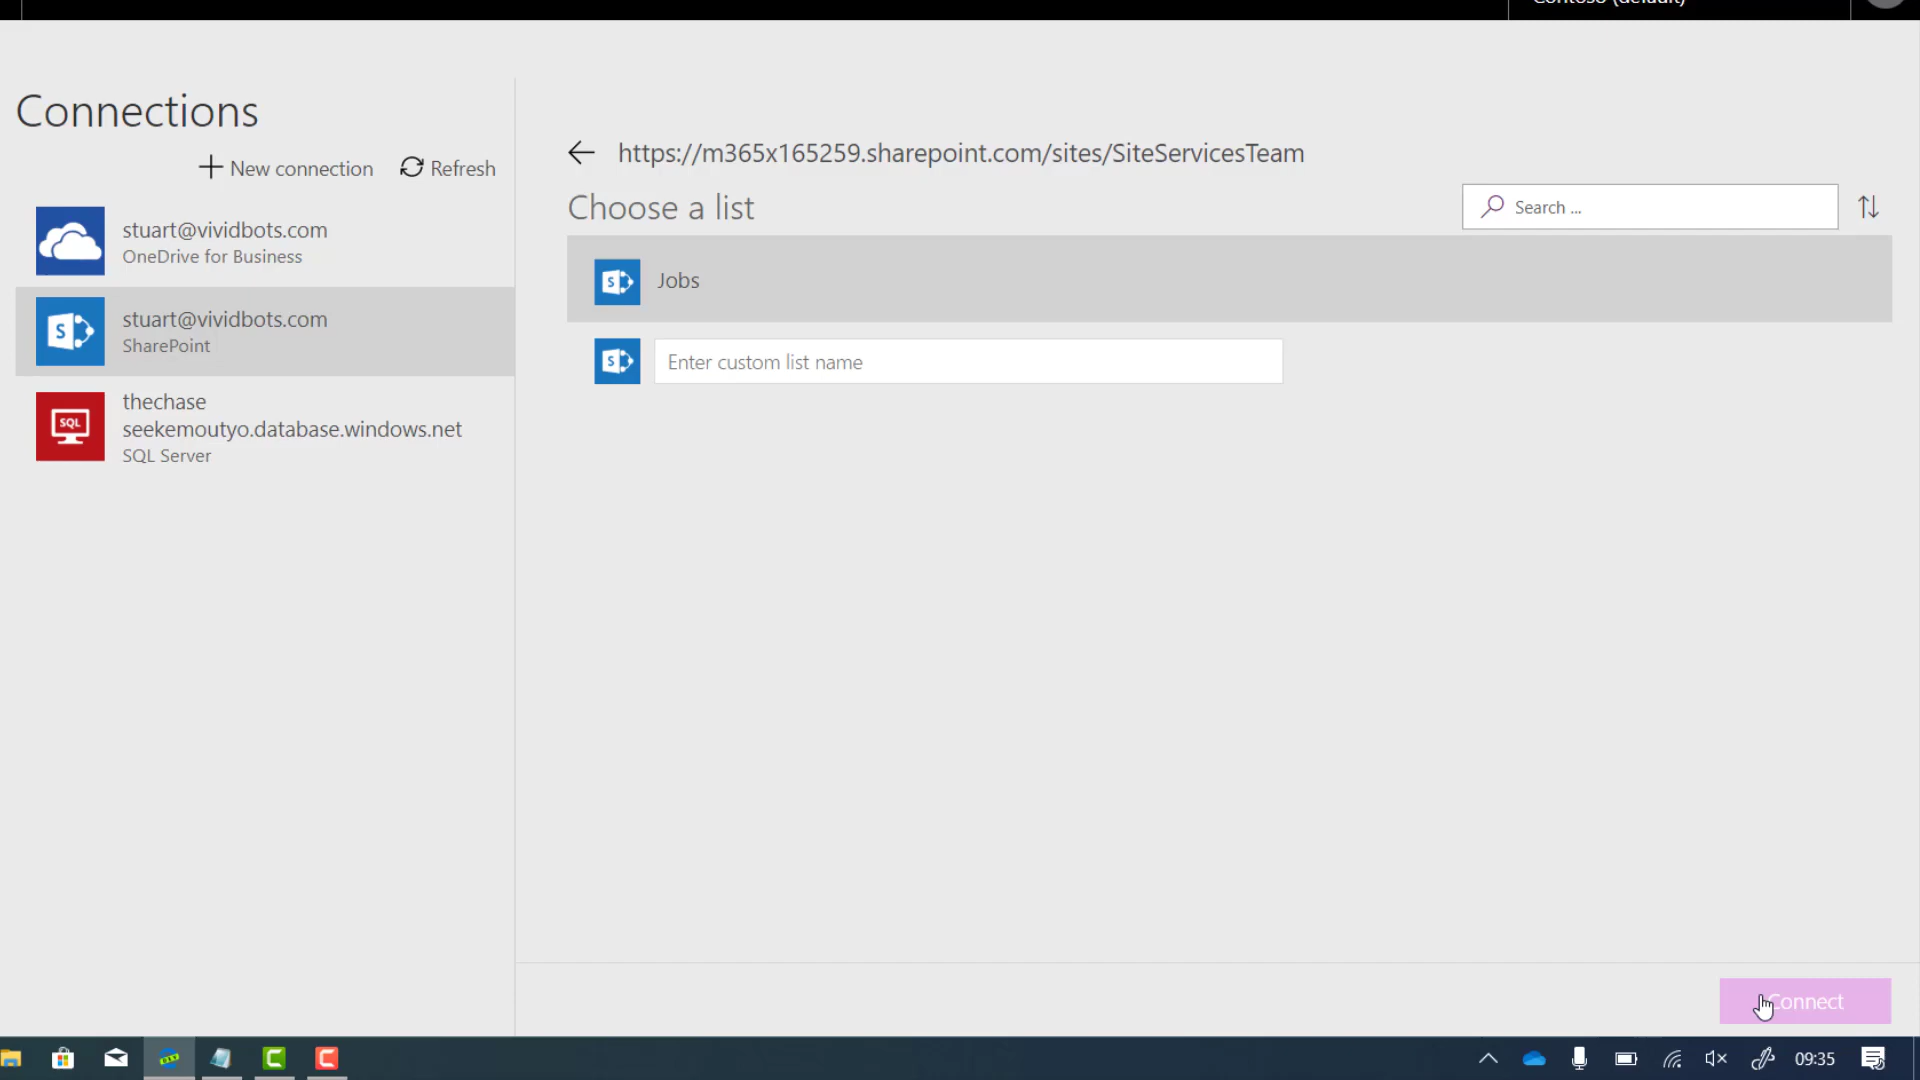 Contoso (default)
Connections
New connection
Refresh
stuart@vividbots.com
OneDrive for Business
stuart@vividbots.com
SharePoint
thechase
seekemoutyo.database.windows.net
SQL Server
https://m365x165259.sharepoint.com/sites/SiteServicesTeam
Choose a list
Search ...
Jobs
Enter custom list name
Connect
09:35